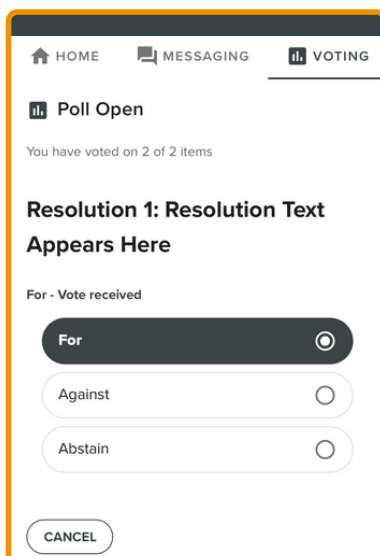 HOME MESSAGING VOTING
Poll Open
You have voted on 2 of 2 items
Resolution 1: Resolution Text
Appears Here
For - Vote received
For
Against
Abstain
CANCEL